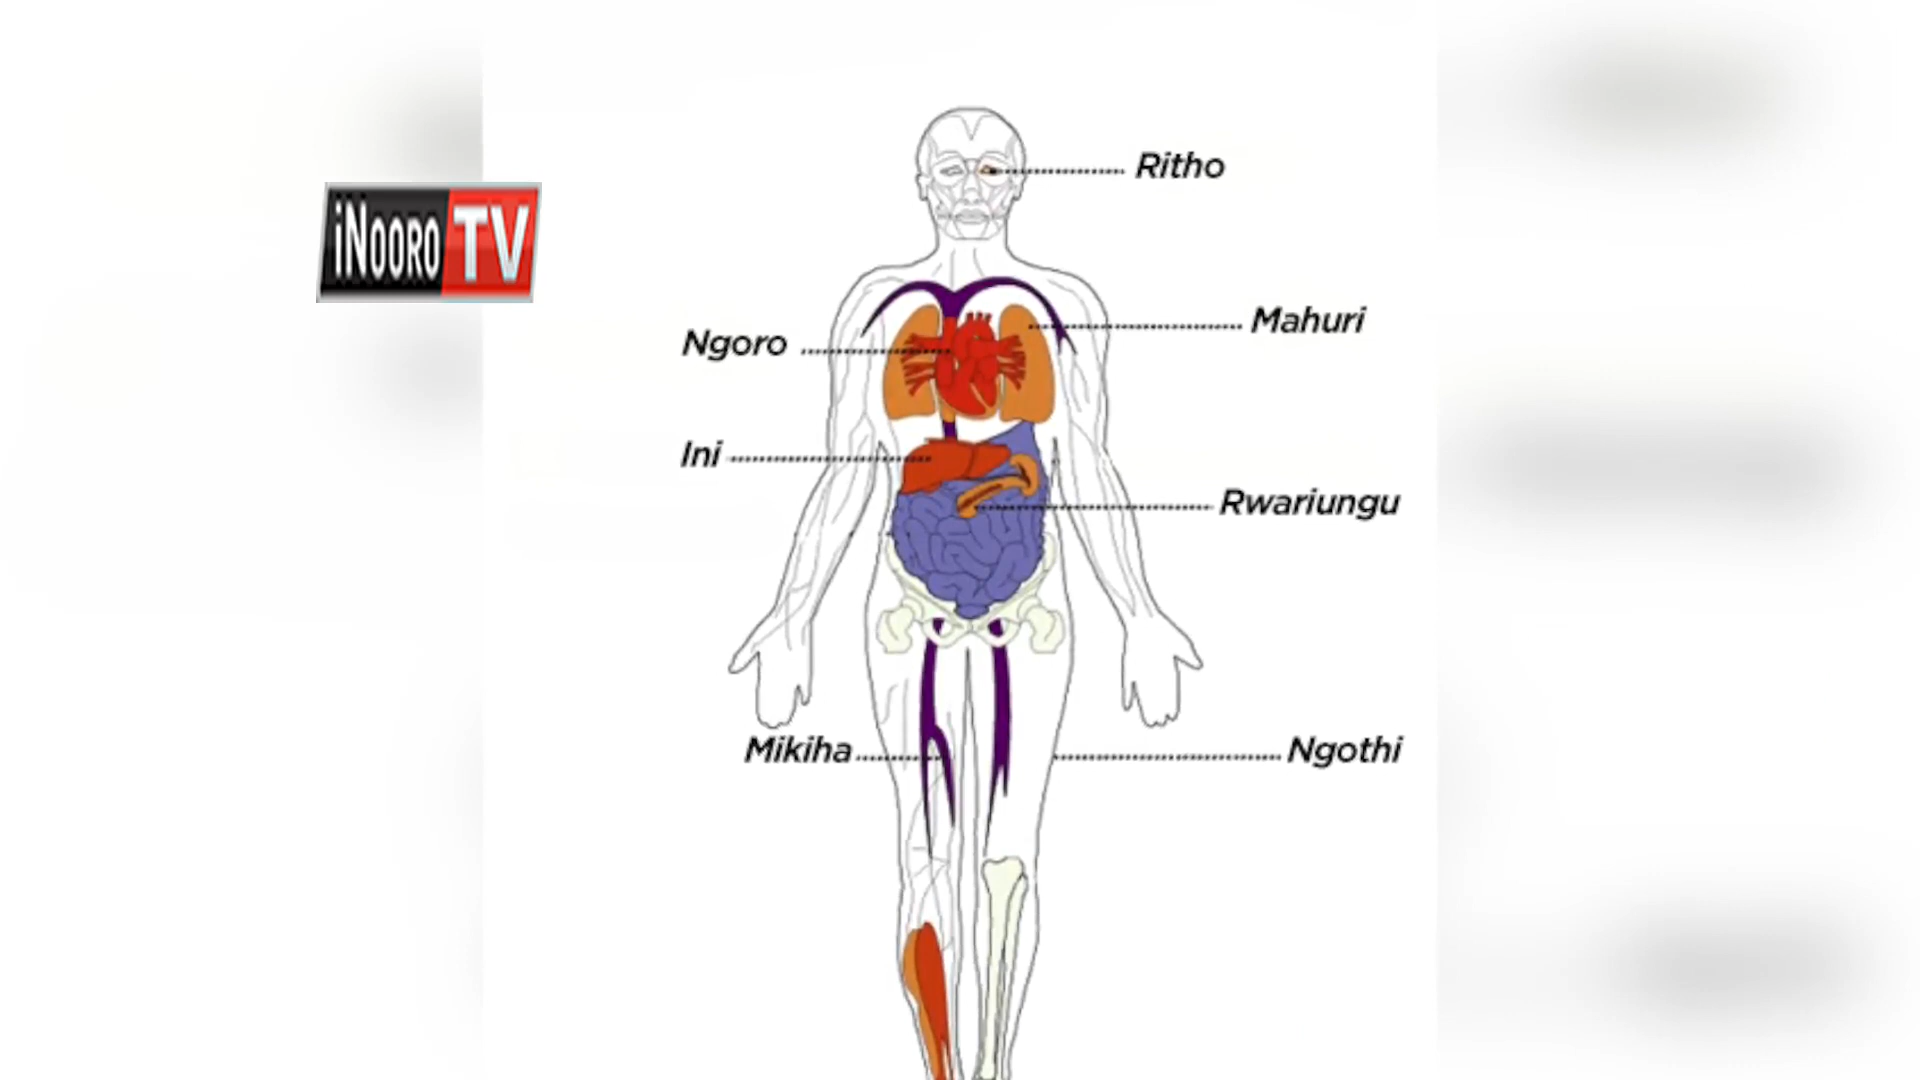 Ritho
iNOORO TV
Mahuri
Ngoro
Ini
Rwariungu
Mikiha
Ngothi